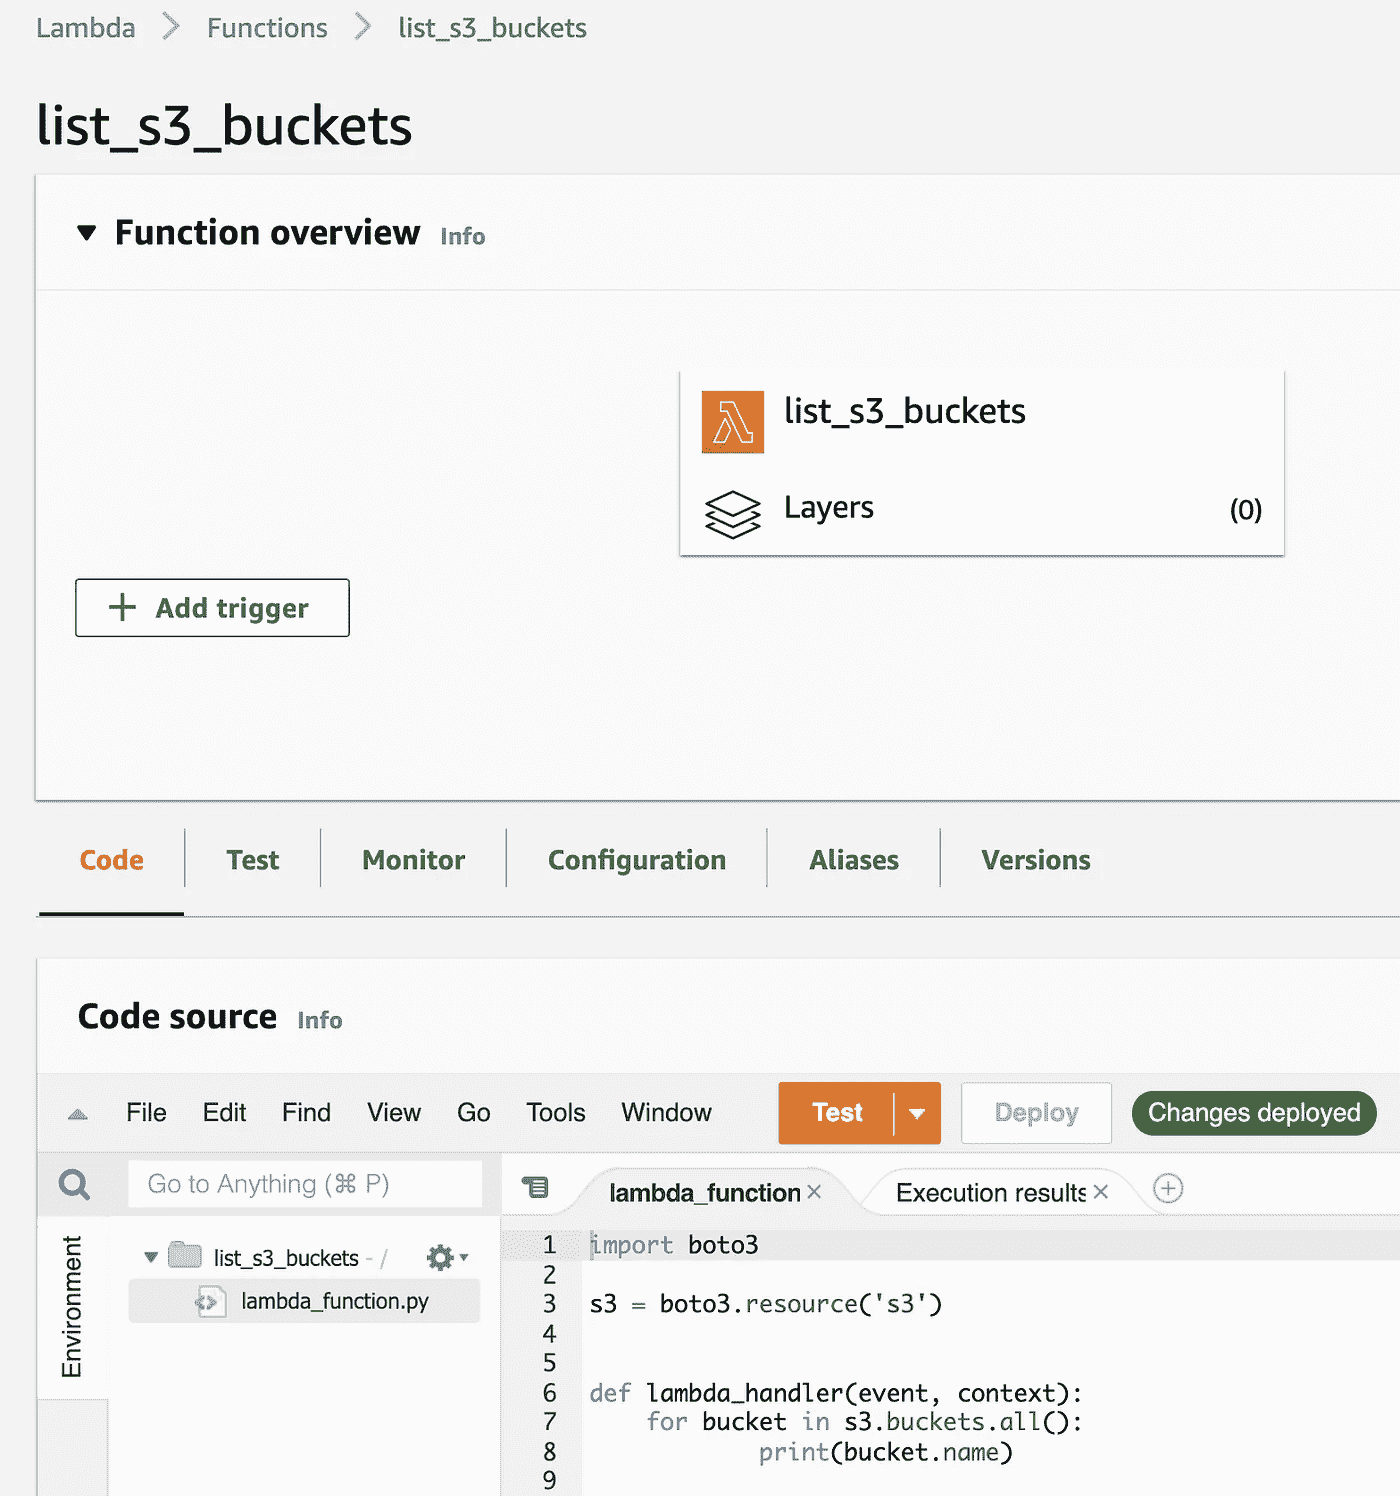 Lambda > Functions > list_s3_buckets
list_s3_buckets
Function overview Info
list_s3_buckets
Layers (0)
+ Add trigger
Code Test Monitor Configuration Aliases Versions
Code source Info
File Edit Find View Go Tools Window Test Deploy Changes deployed
Go to Anything (⌘ P) lambda_function × Execution results ×
Environment
list_s3_buckets - /
lambda_function.py
1 import boto3
2
3 s3 = boto3.resource('s3')
4
5
6 def lambda_handler(event, context):
7     for bucket in s3.buckets.all():
8             print(bucket.name)
9